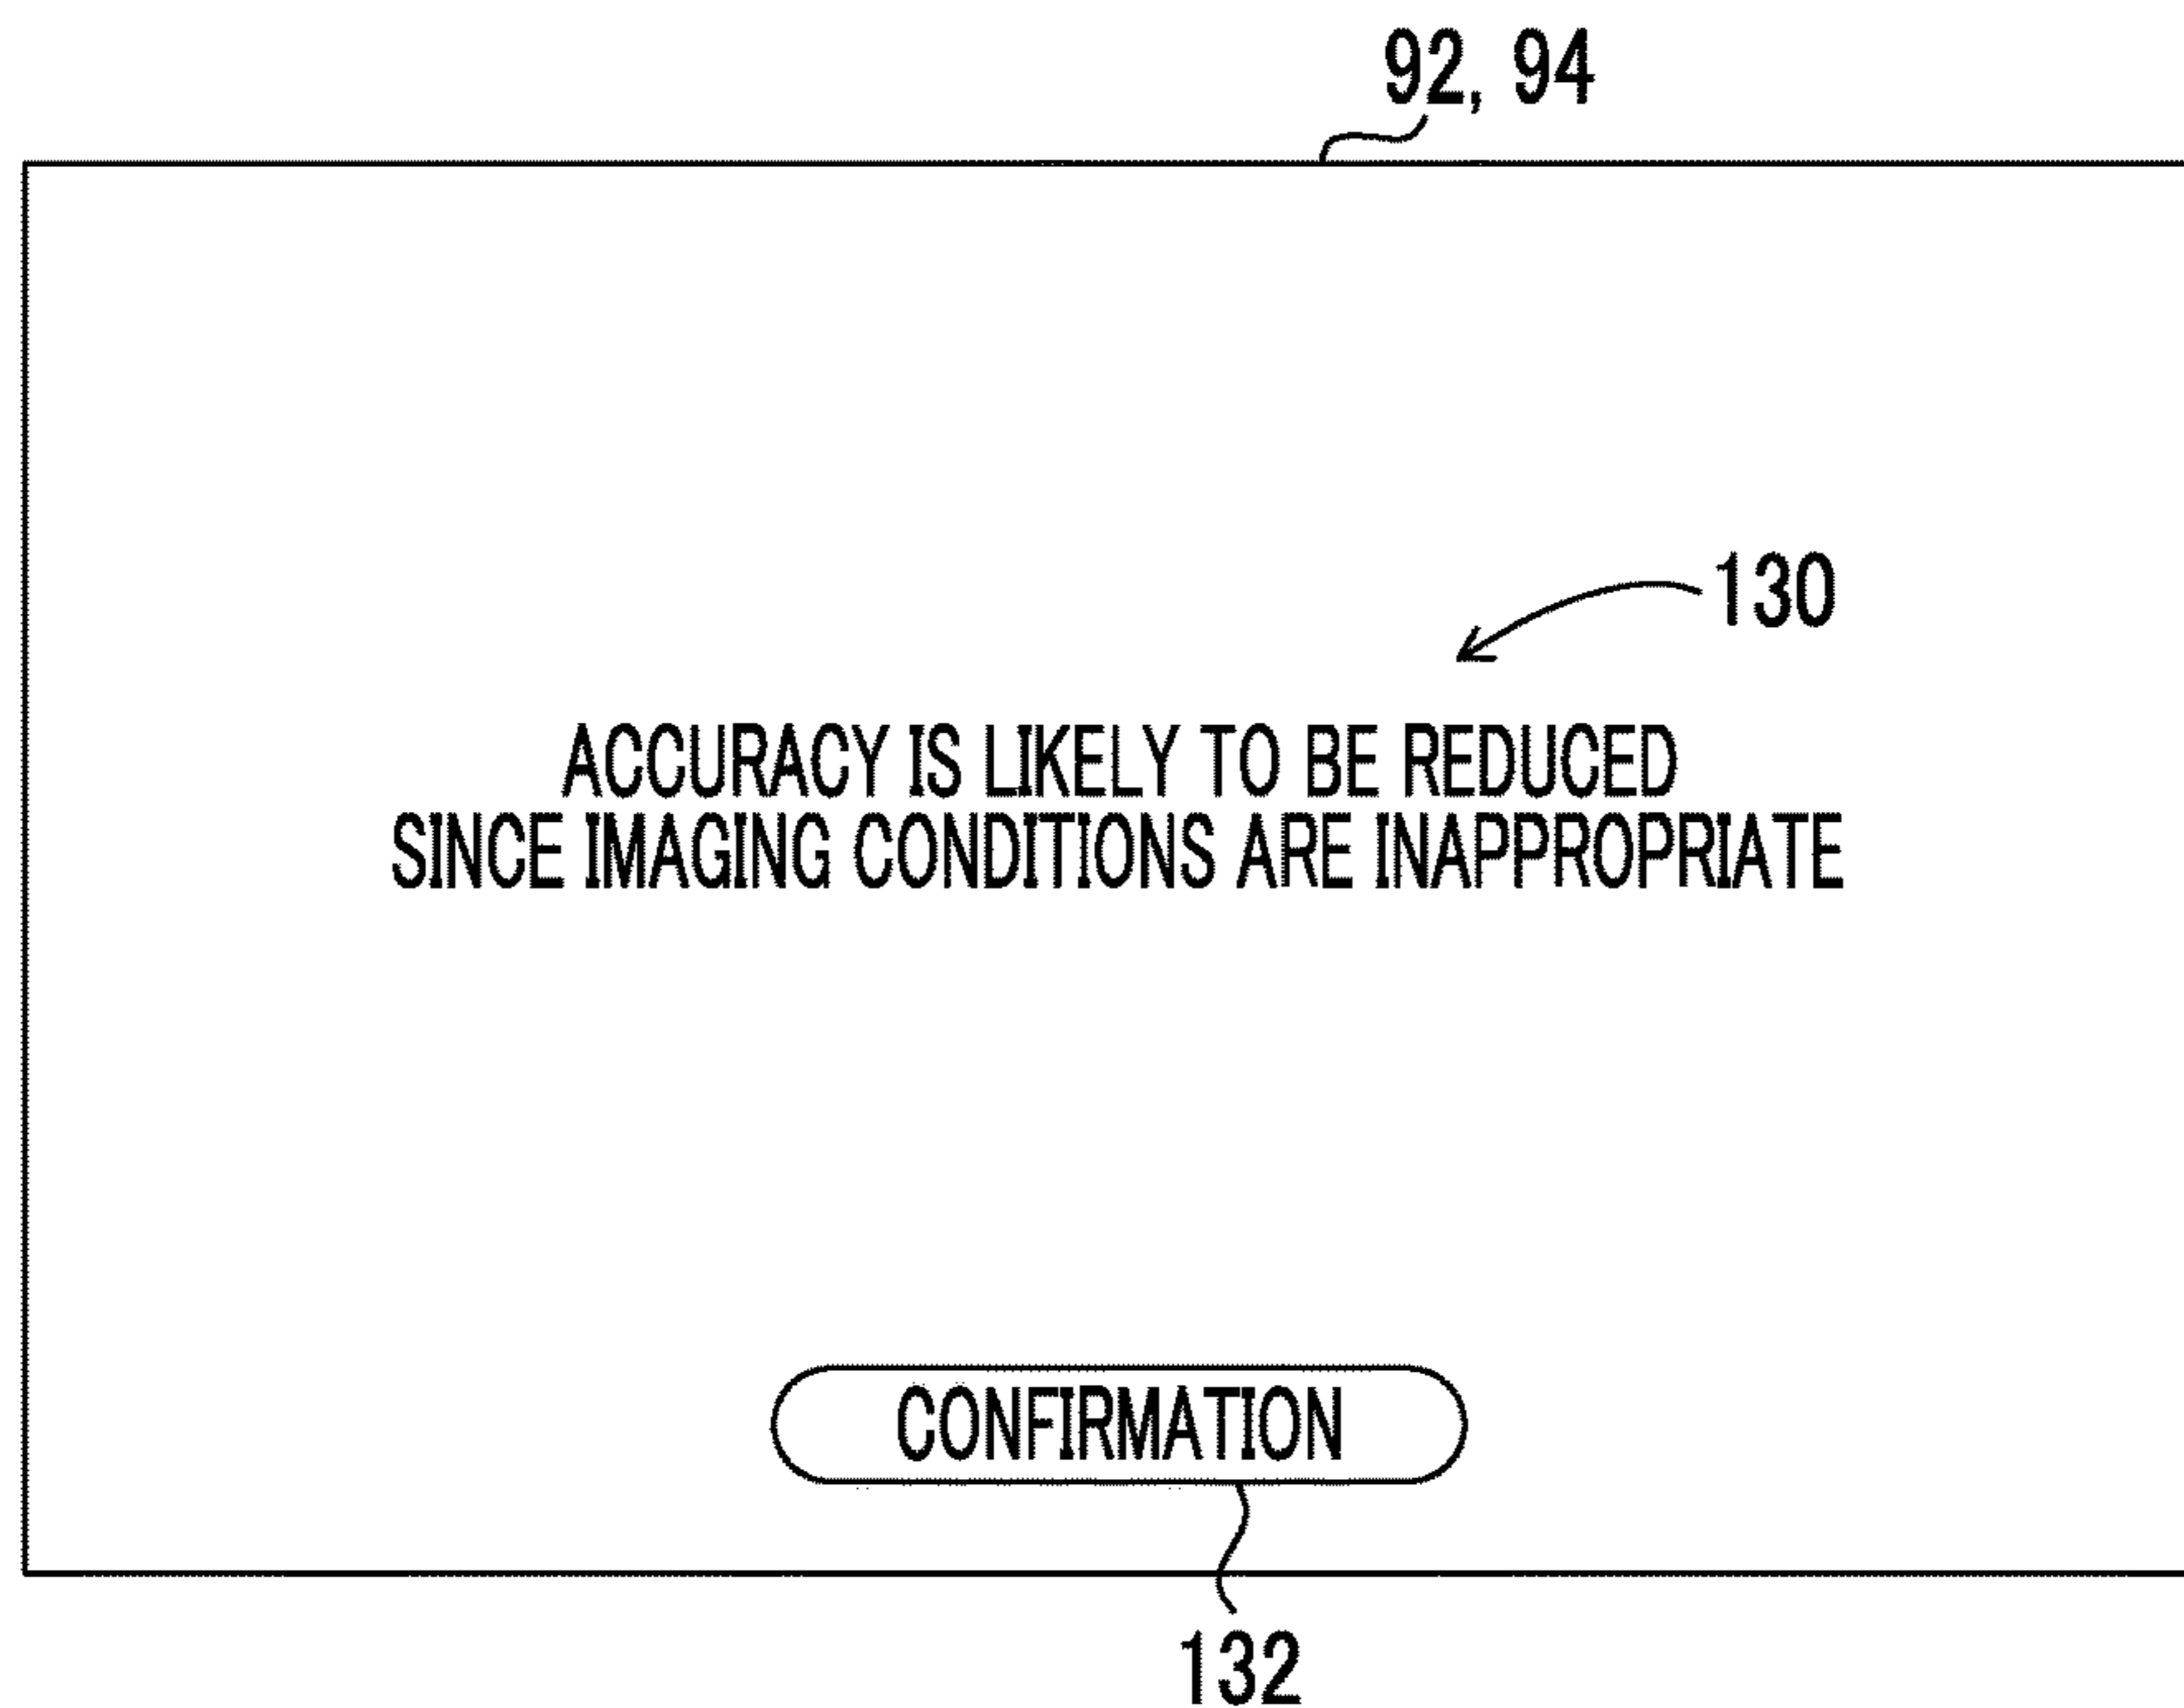 92, 94
130
ACCURACY IS LIKELY TO BE REDUCED
SINCE IMAGING CONDITIONS ARE INAPPROPRIATE
CONFIRMATION
132